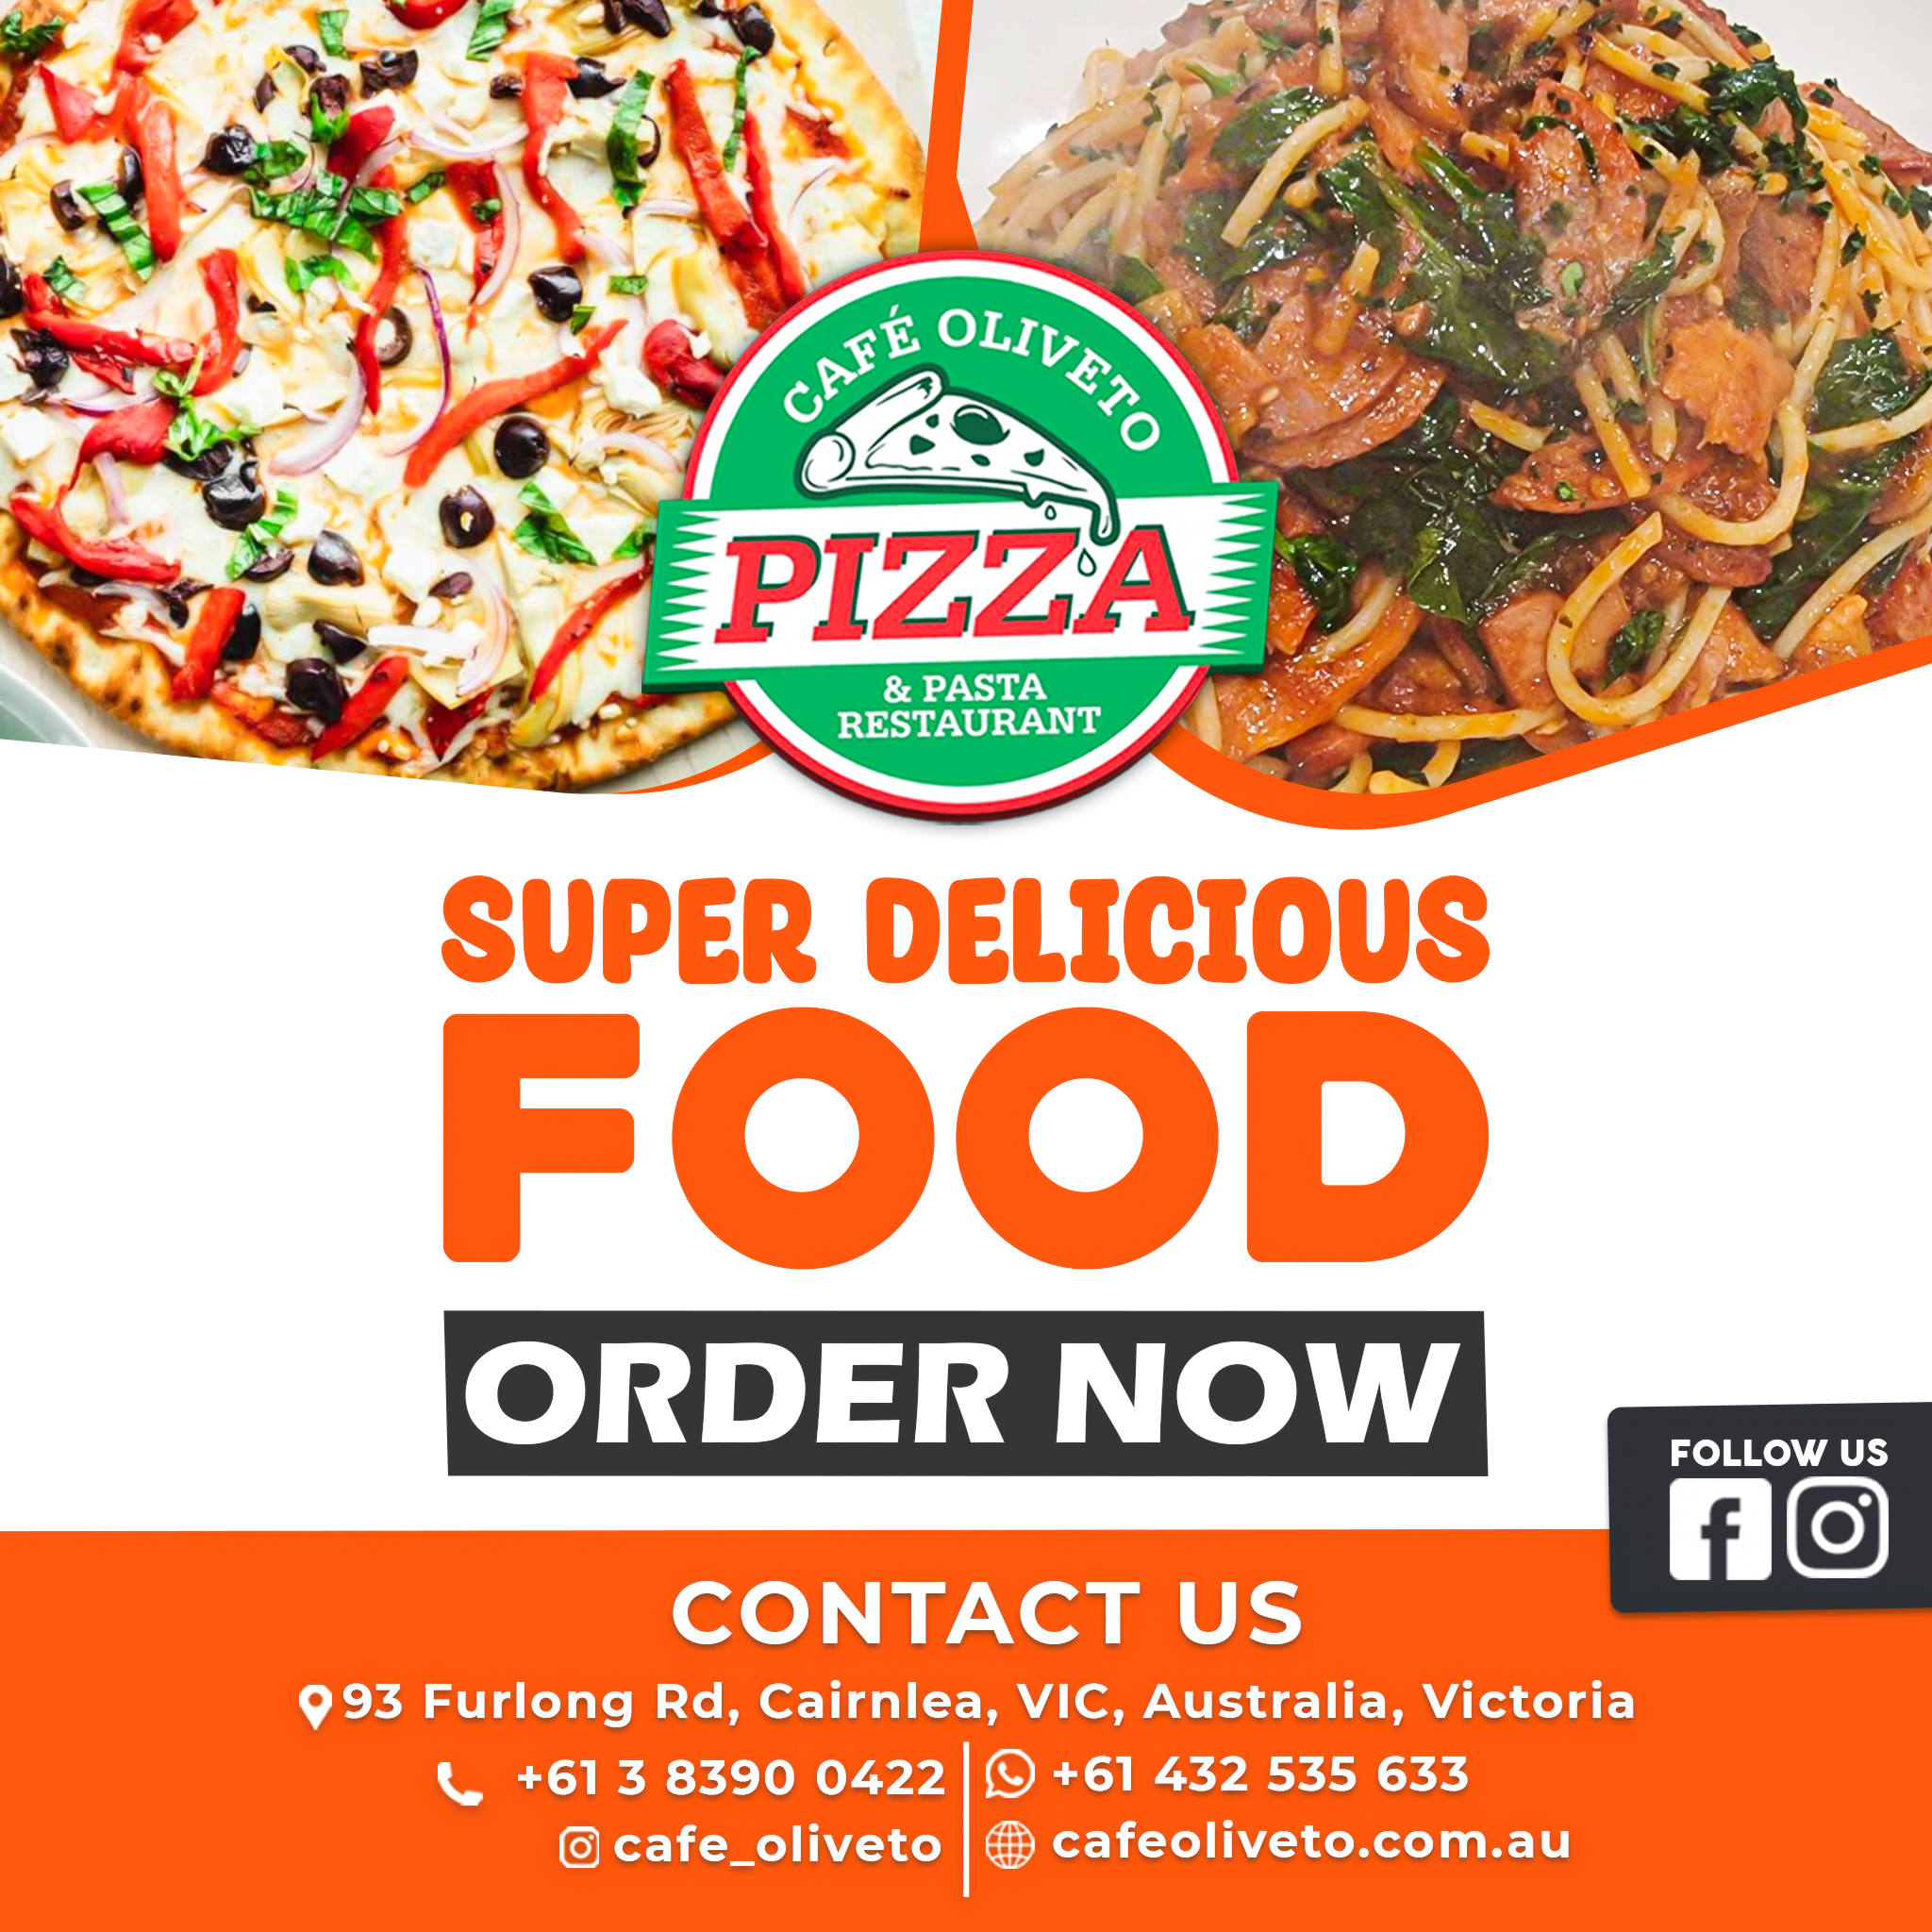 CAFÉ OLIVETO
PIZZA
& PASTA
RESTAURANT
SUPER DELICIOUS
FOOD
ORDER NOW
FOLLOW US
CONTACT US
93 Furlong Rd, Cairnlea, VIC, Australia, Victoria
+61 3 8390 0422
+61 432 535 633
cafe_oliveto
cafeoliveto.com.au